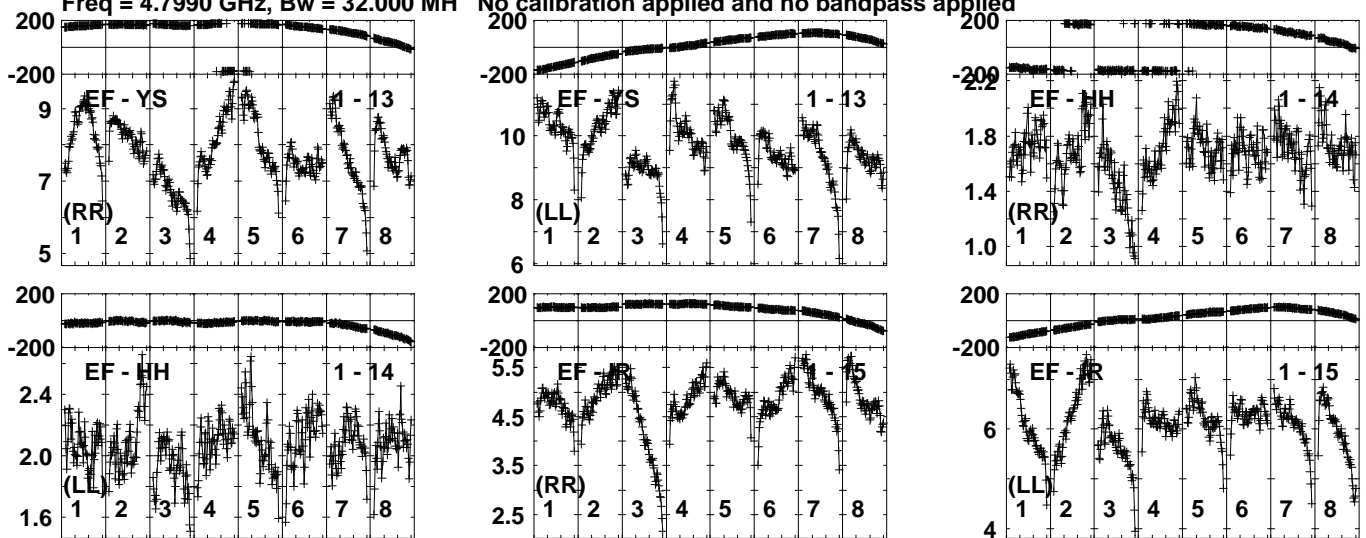 Freq = 4.7990 GHz, Bw = 32.000 MH No calibration applied and no bandpass applied
200
-200
9
7
5
EF - YS
1 - 13
(RR)
1 2 3 4 5 6 7 8
200
-200
10
8
6
EF - YS
1 - 13
(LL)
1 2 3 4 5 6 7 8
200
-200
2.2
1.8
1.4
1.0
EF - HH
1 - 14
(RR)
1 2 3 4 5 6 7 8
200
-200
2.4
2.0
1.6
EF - HH
1 - 14
(LL)
1 2 3 4 5 6 7 8
200
-200
5.5
4.5
3.5
2.5
EF - IR
1 - 15
(RR)
1 2 3 4 5 6 7 8
200
-200
6
4
EF - IR
1 - 15
(LL)
1 2 3 4 5 6 7 8